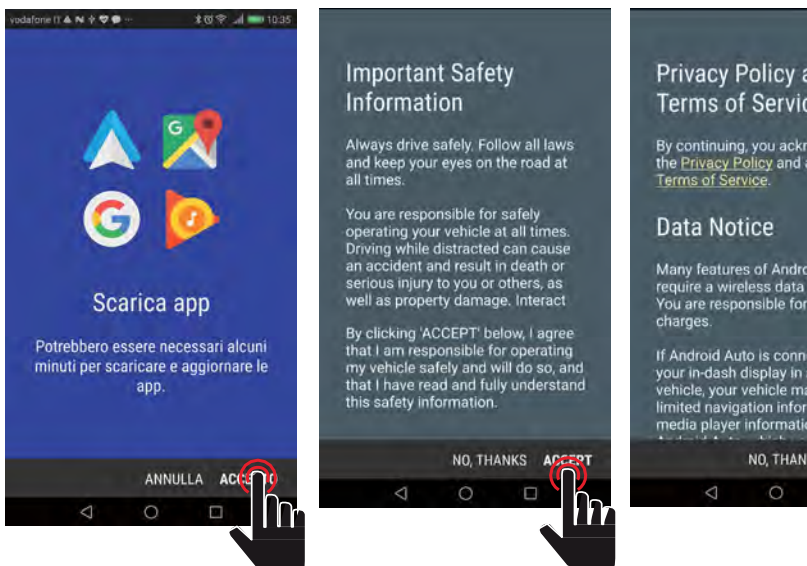 vodafone IT
10:35
Scarica app
Potrebbero essere necessari alcuni
minuti per scaricare e aggiornare le
app.
ANNULLA
Important Safety
Information
Always drive safely. Follow all laws
and keep your eyes on the road at
all times.
You are responsible for safely
operating your vehicle at all times.
Driving while distracted can cause
an accident and result in death or
serious injury to you or others, as
well as property damage. Interact
By clicking 'ACCEPT' below, I agree
that I am responsible for operating
my vehicle safely and will do so, and
that I have read and fully understand
this safety information.
NO, THANKS ACCEPT
Privacy Policy
Terms of
By continuing, you
the Privacy Policy and
Terms of Service.
Data Notice
Many features of
require a wireless data
You are responsible for
charges.
If Android Auto is
your in-dash display in
vehicle, your vehicle
limited navigation
media player
NO,